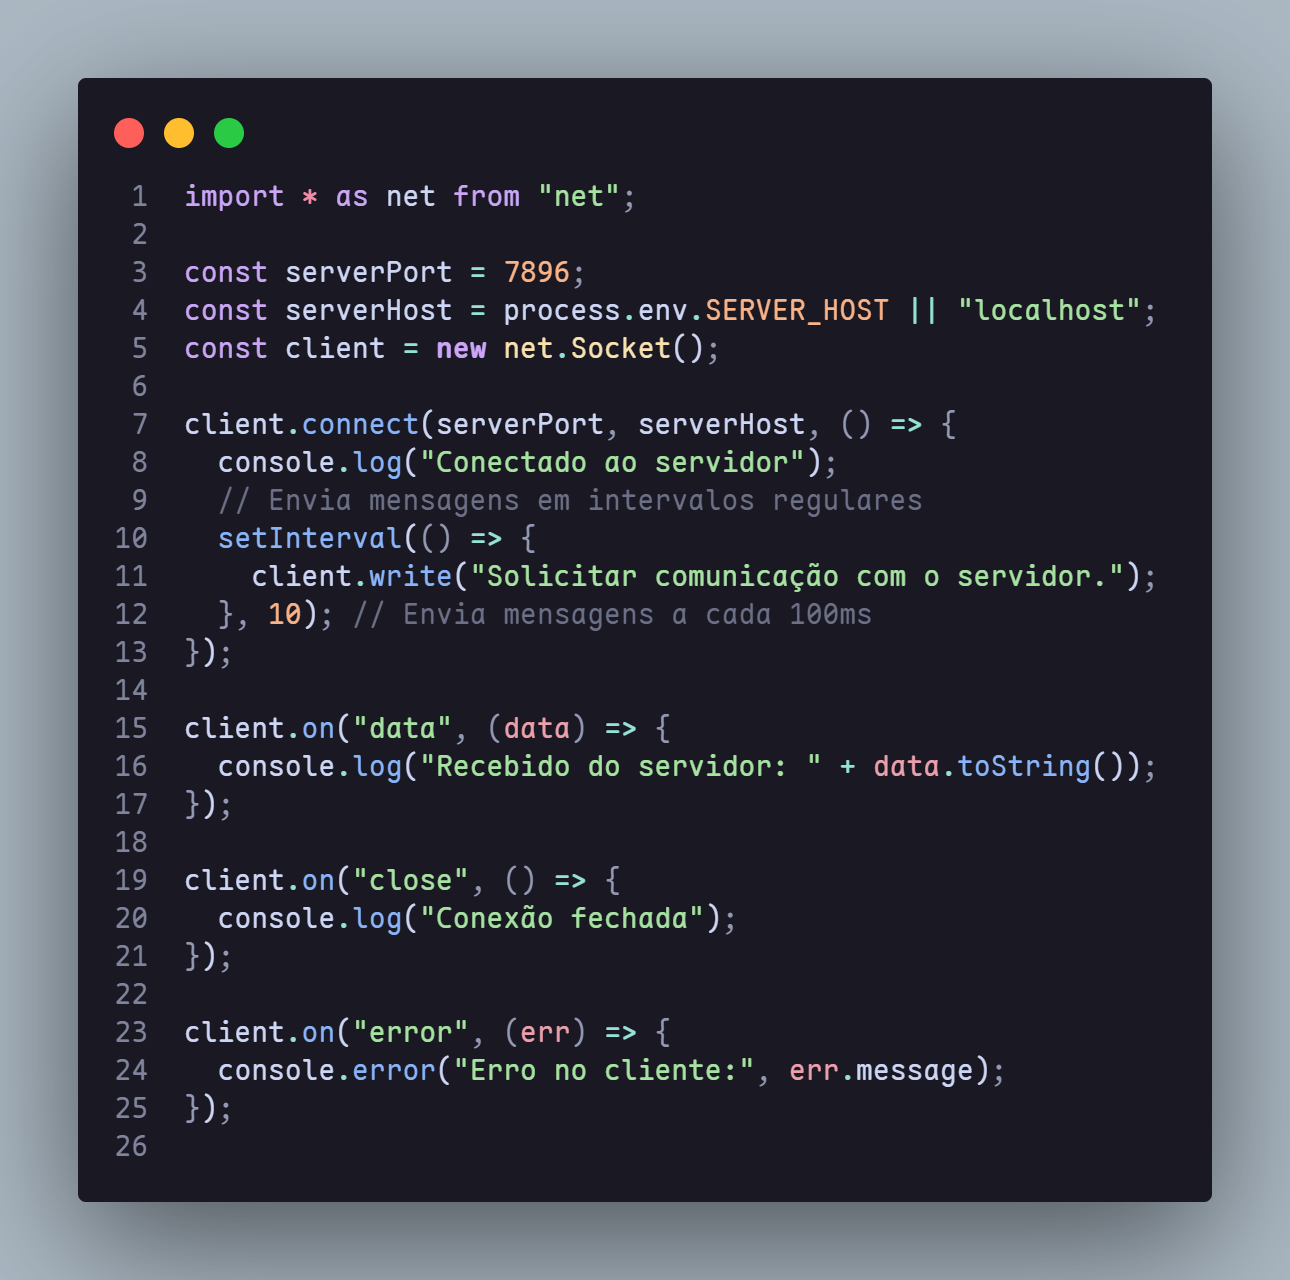 1 import * as net from "net";
2
3 const serverPort = 7896;
4 const serverHost = process.env.SERVER_HOST || "localhost";
5 const client = new net.Socket();
6
7 client.connect(serverPort, serverHost, () => {
8   console.log("Conectado ao servidor");
9   // Envia mensagens em intervalos regulares
10   setInterval(() => {
11     client.write("Solicitar comunicação com o servidor.");
12   }, 10); // Envia mensagens a cada 100ms
13 });
14
15 client.on("data", (data) => {
16   console.log("Recebido do servidor: " + data.toString());
17 });
18
19 client.on("close", () => {
20   console.log("Conexão fechada");
21 });
22
23 client.on("error", (err) => {
24   console.error("Erro no cliente:", err.message);
25 });
26